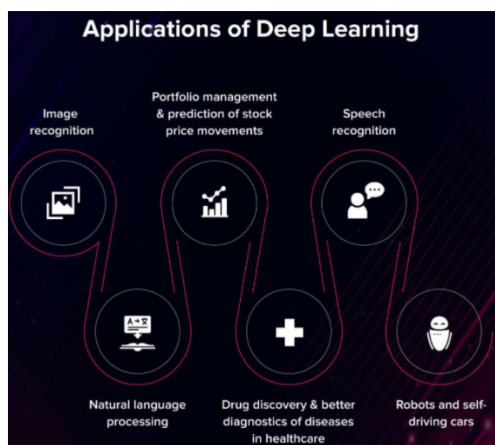 Applications of Deep Learning
Image
recognition
Portfolio management
& prediction of stock
price movements
Speech
recognition
A
文
Natural language
processing
Drug discovery & better
diagnostics of diseases
in healthcare
Robots and self-
driving cars